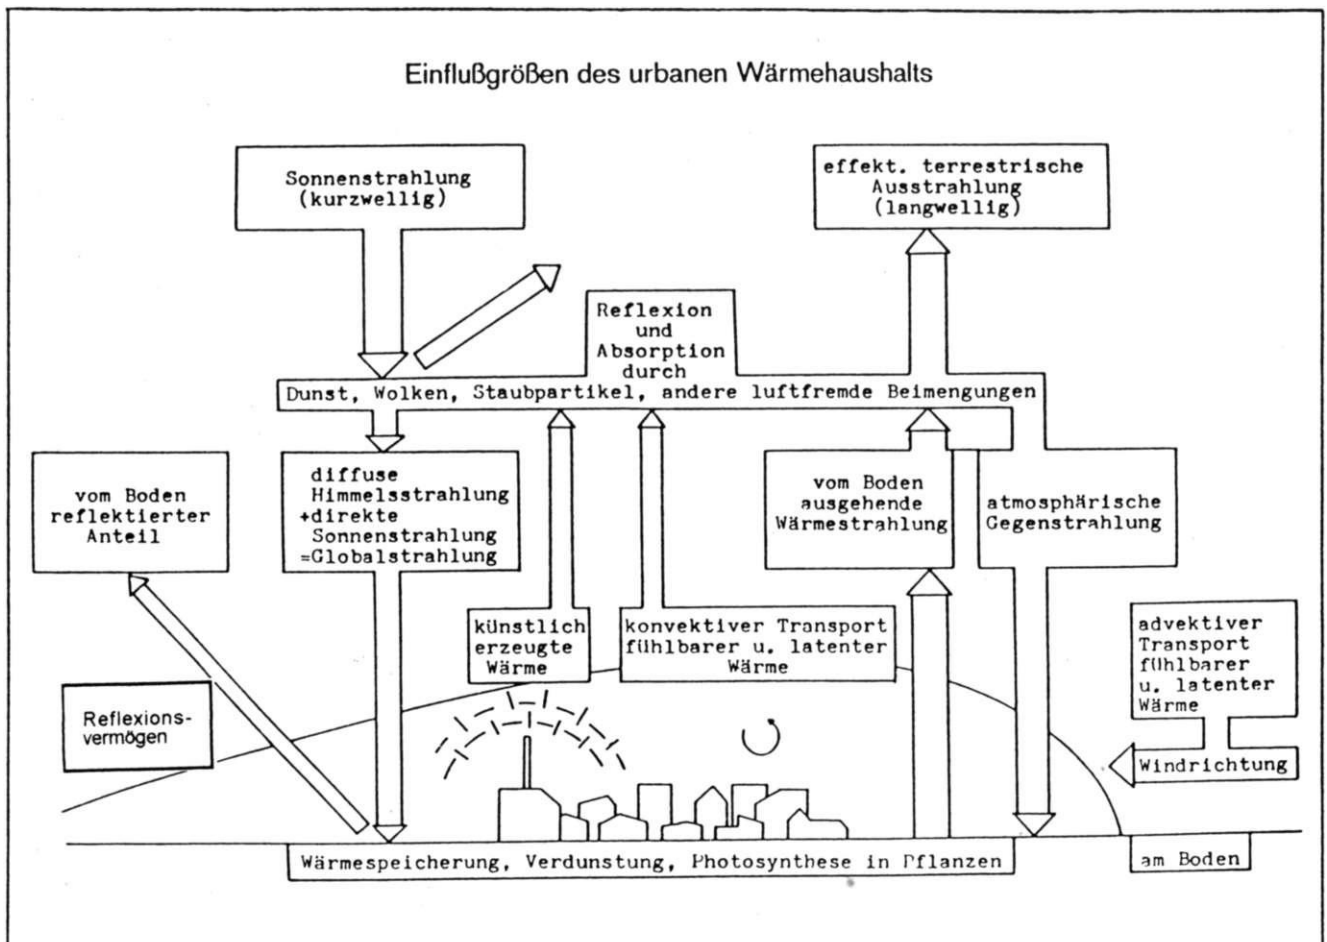 Einflußgrößen des urbanen Wärmehaushalts
Sonnenstrahlung
(kurzwellig)
effekt. terrestrische
Ausstrahlung
(langwellig)
Reflexion
und
Absorption
durch
Dunst, Wolken, Staubpartikel, andere luftfremde Beimengungen
vom Boden
reflektierter
Anteil
diffuse
Himmelsstrahlung
+direkte
Sonnenstrahlung
=Globalstrahlung
vom Boden
ausgehende
Wärmestrahlung
atmosphärische
Gegenstrahlung
künstlich
erzeugte
Wärme
konvektiver Transport
fühlbarer u. latenter
Wärme
advektiver
Transport
fühlbarer
u. latenter
Wärme
Windrichtung
Reflexions-
vermögen
Wärmespeicherung, Verdunstung, Photosynthese in Pflanzen
am Boden